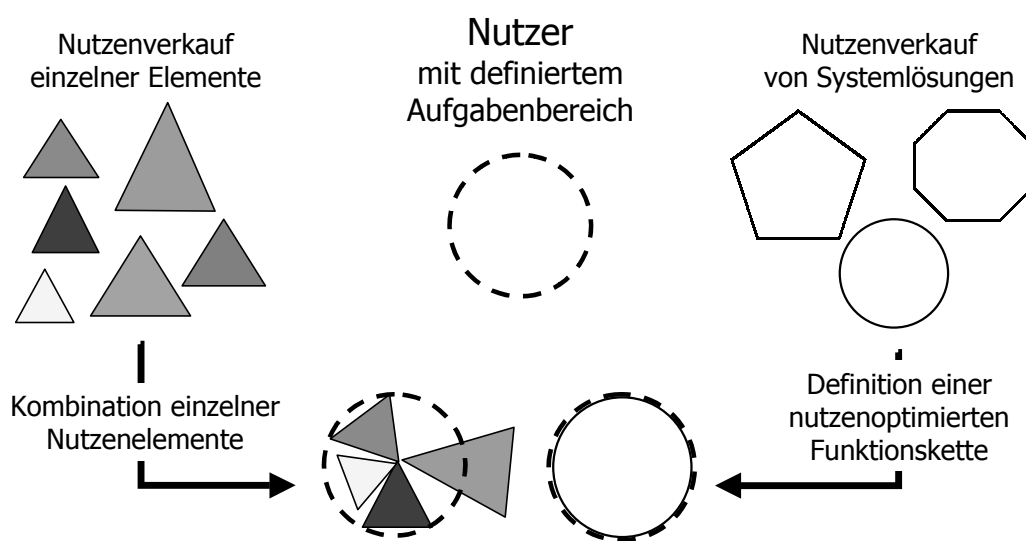 Nutzenverkauf
einzelner Elemente
Nutzer
mit definiertem
Aufgabenbereich
Nutzenverkauf
von Systemlösungen
Kombination einzelner
Nutzenelemente
Definition einer
nutzenoptimierten
Funktionskette